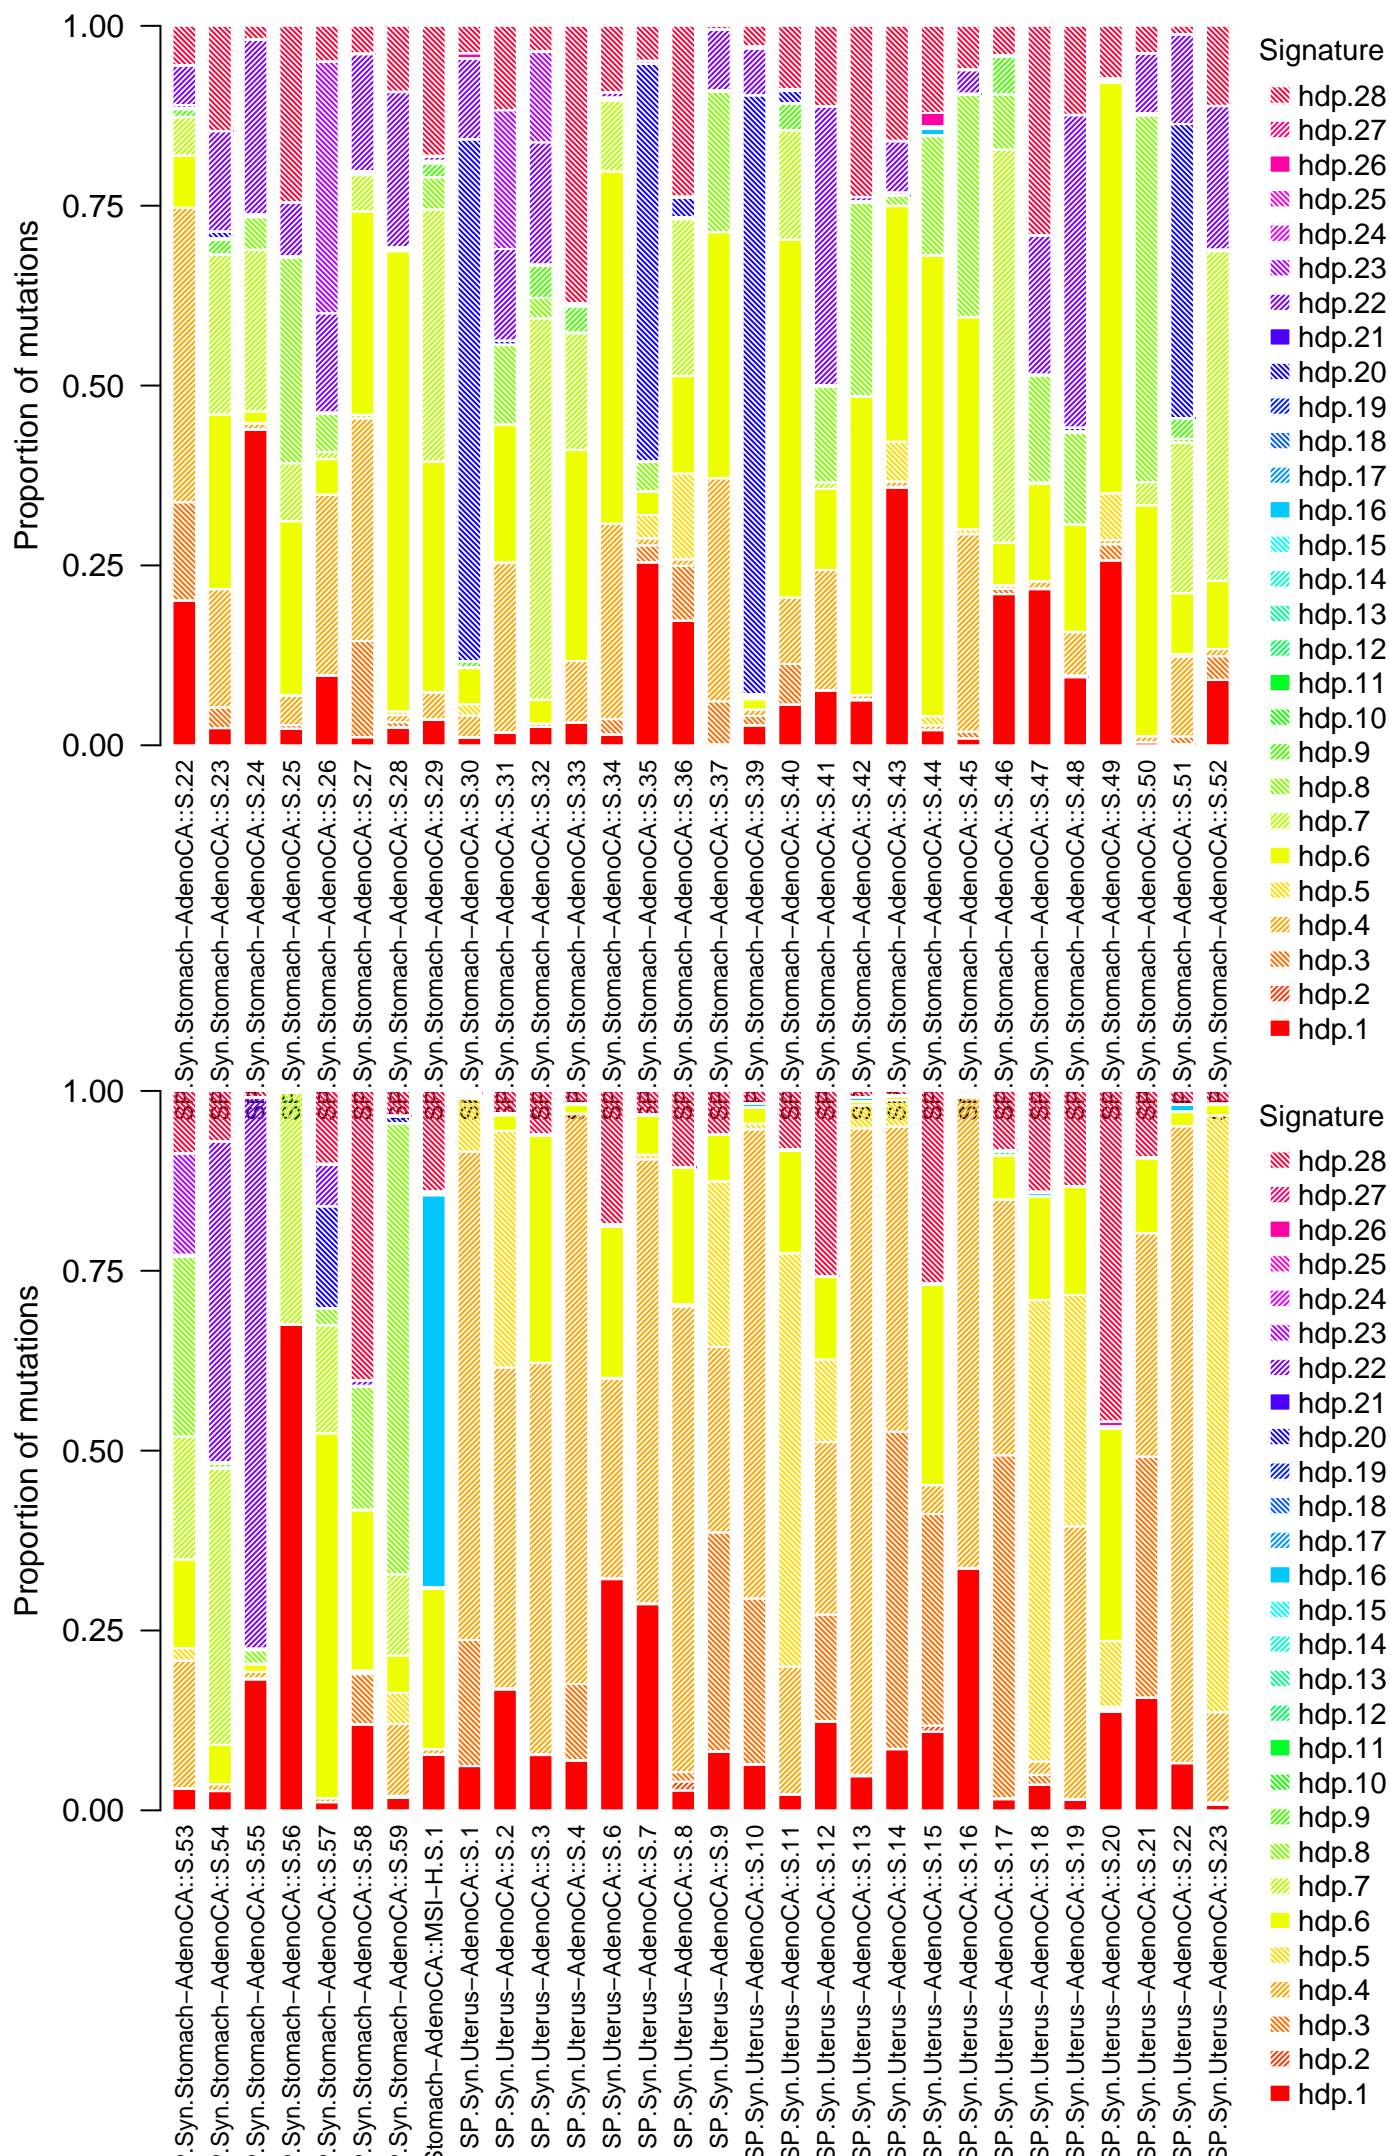 Proportion of mutations
1.00
0.75
0.50
0.25
0.00
.Syn.Stomach−AdenoCA::S.22
.Syn.Stomach−AdenoCA::S.23
.Syn.Stomach−AdenoCA::S.24
.Syn.Stomach−AdenoCA::S.25
.Syn.Stomach−AdenoCA::S.26
.Syn.Stomach−AdenoCA::S.27
.Syn.Stomach−AdenoCA::S.28
.Syn.Stomach−AdenoCA::S.29
.Syn.Stomach−AdenoCA::S.30
.Syn.Stomach−AdenoCA::S.31
.Syn.Stomach−AdenoCA::S.32
.Syn.Stomach−AdenoCA::S.33
.Syn.Stomach−AdenoCA::S.34
.Syn.Stomach−AdenoCA::S.35
.Syn.Stomach−AdenoCA::S.36
.Syn.Stomach−AdenoCA::S.37
.Syn.Stomach−AdenoCA::S.39
.Syn.Stomach−AdenoCA::S.40
.Syn.Stomach−AdenoCA::S.41
.Syn.Stomach−AdenoCA::S.42
.Syn.Stomach−AdenoCA::S.43
.Syn.Stomach−AdenoCA::S.44
.Syn.Stomach−AdenoCA::S.45
.Syn.Stomach−AdenoCA::S.46
.Syn.Stomach−AdenoCA::S.47
.Syn.Stomach−AdenoCA::S.48
.Syn.Stomach−AdenoCA::S.49
.Syn.Stomach−AdenoCA::S.50
.Syn.Stomach−AdenoCA::S.51
.Syn.Stomach−AdenoCA::S.52
Signature
hdp.28
hdp.27
hdp.26
hdp.25
hdp.24
hdp.23
hdp.22
hdp.21
hdp.20
hdp.19
hdp.18
hdp.17
hdp.16
hdp.15
hdp.14
hdp.13
hdp.12
hdp.11
hdp.10
hdp.9
hdp.8
hdp.7
hdp.6
hdp.5
hdp.4
hdp.3
hdp.2
hdp.1
Proportion of mutations
1.00
0.75
0.50
0.25
0.00
.Syn.Stomach−AdenoCA::S.53
.Syn.Stomach−AdenoCA::S.54
.Syn.Stomach−AdenoCA::S.55
.Syn.Stomach−AdenoCA::S.56
.Syn.Stomach−AdenoCA::S.57
.Syn.Stomach−AdenoCA::S.58
.Syn.Stomach−AdenoCA::S.59
Stomach−AdenoCA::MSI−H.S.1
SP.Syn.Uterus−AdenoCA::S.1
SP.Syn.Uterus−AdenoCA::S.2
SP.Syn.Uterus−AdenoCA::S.3
SP.Syn.Uterus−AdenoCA::S.4
SP.Syn.Uterus−AdenoCA::S.6
SP.Syn.Uterus−AdenoCA::S.7
SP.Syn.Uterus−AdenoCA::S.8
SP.Syn.Uterus−AdenoCA::S.9
SP.Syn.Uterus−AdenoCA::S.10
SP.Syn.Uterus−AdenoCA::S.11
SP.Syn.Uterus−AdenoCA::S.12
SP.Syn.Uterus−AdenoCA::S.13
SP.Syn.Uterus−AdenoCA::S.14
SP.Syn.Uterus−AdenoCA::S.15
SP.Syn.Uterus−AdenoCA::S.16
SP.Syn.Uterus−AdenoCA::S.17
SP.Syn.Uterus−AdenoCA::S.18
SP.Syn.Uterus−AdenoCA::S.19
SP.Syn.Uterus−AdenoCA::S.20
SP.Syn.Uterus−AdenoCA::S.21
SP.Syn.Uterus−AdenoCA::S.22
SP.Syn.Uterus−AdenoCA::S.23
Signature
hdp.28
hdp.27
hdp.26
hdp.25
hdp.24
hdp.23
hdp.22
hdp.21
hdp.20
hdp.19
hdp.18
hdp.17
hdp.16
hdp.15
hdp.14
hdp.13
hdp.12
hdp.11
hdp.10
hdp.9
hdp.8
hdp.7
hdp.6
hdp.5
hdp.4
hdp.3
hdp.2
hdp.1